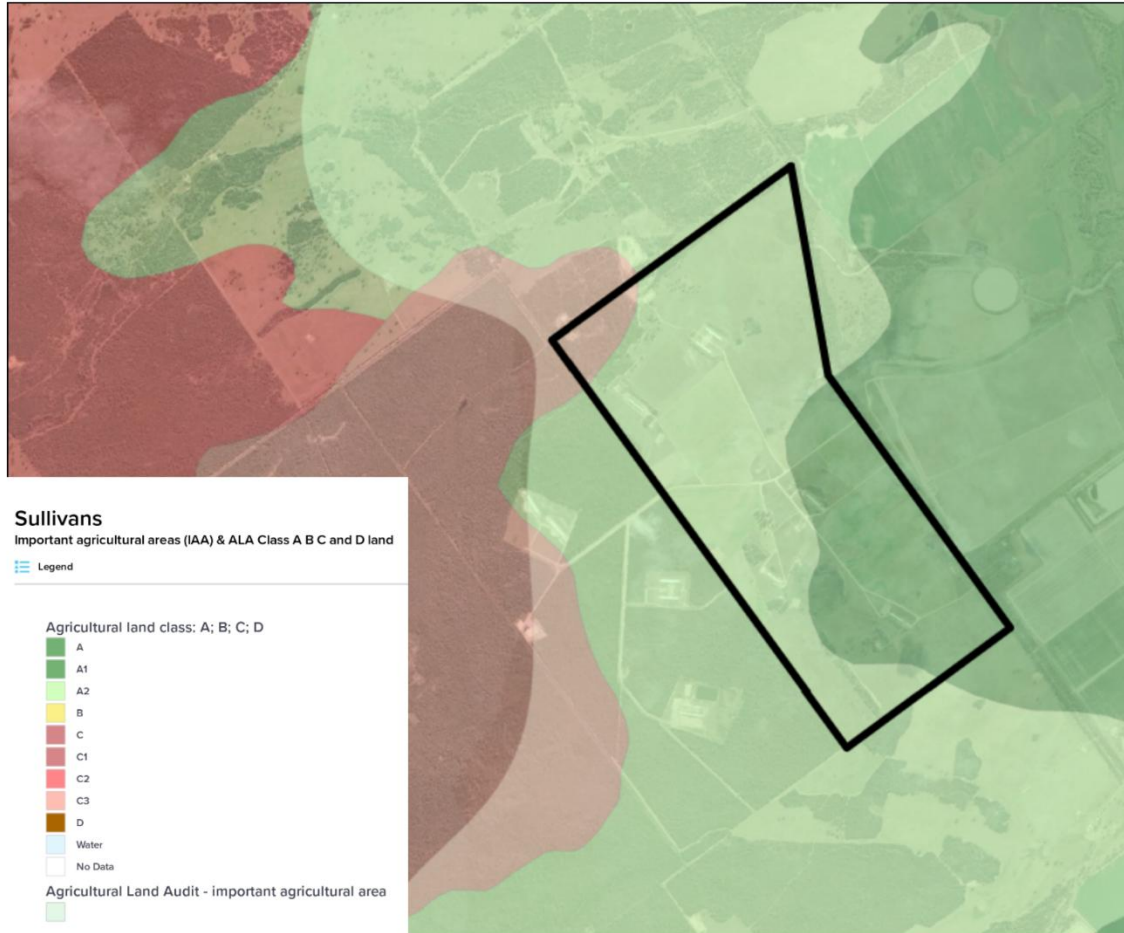 Sullivans
Important agricultural areas (IAA) & ALA Class A B C and D land
Legend
Agricultural land class: A; B; C; D
A
A1
A2
B
C
C1
C2
C3
D
Water
No Data
Agricultural Land Audit - important agricultural area